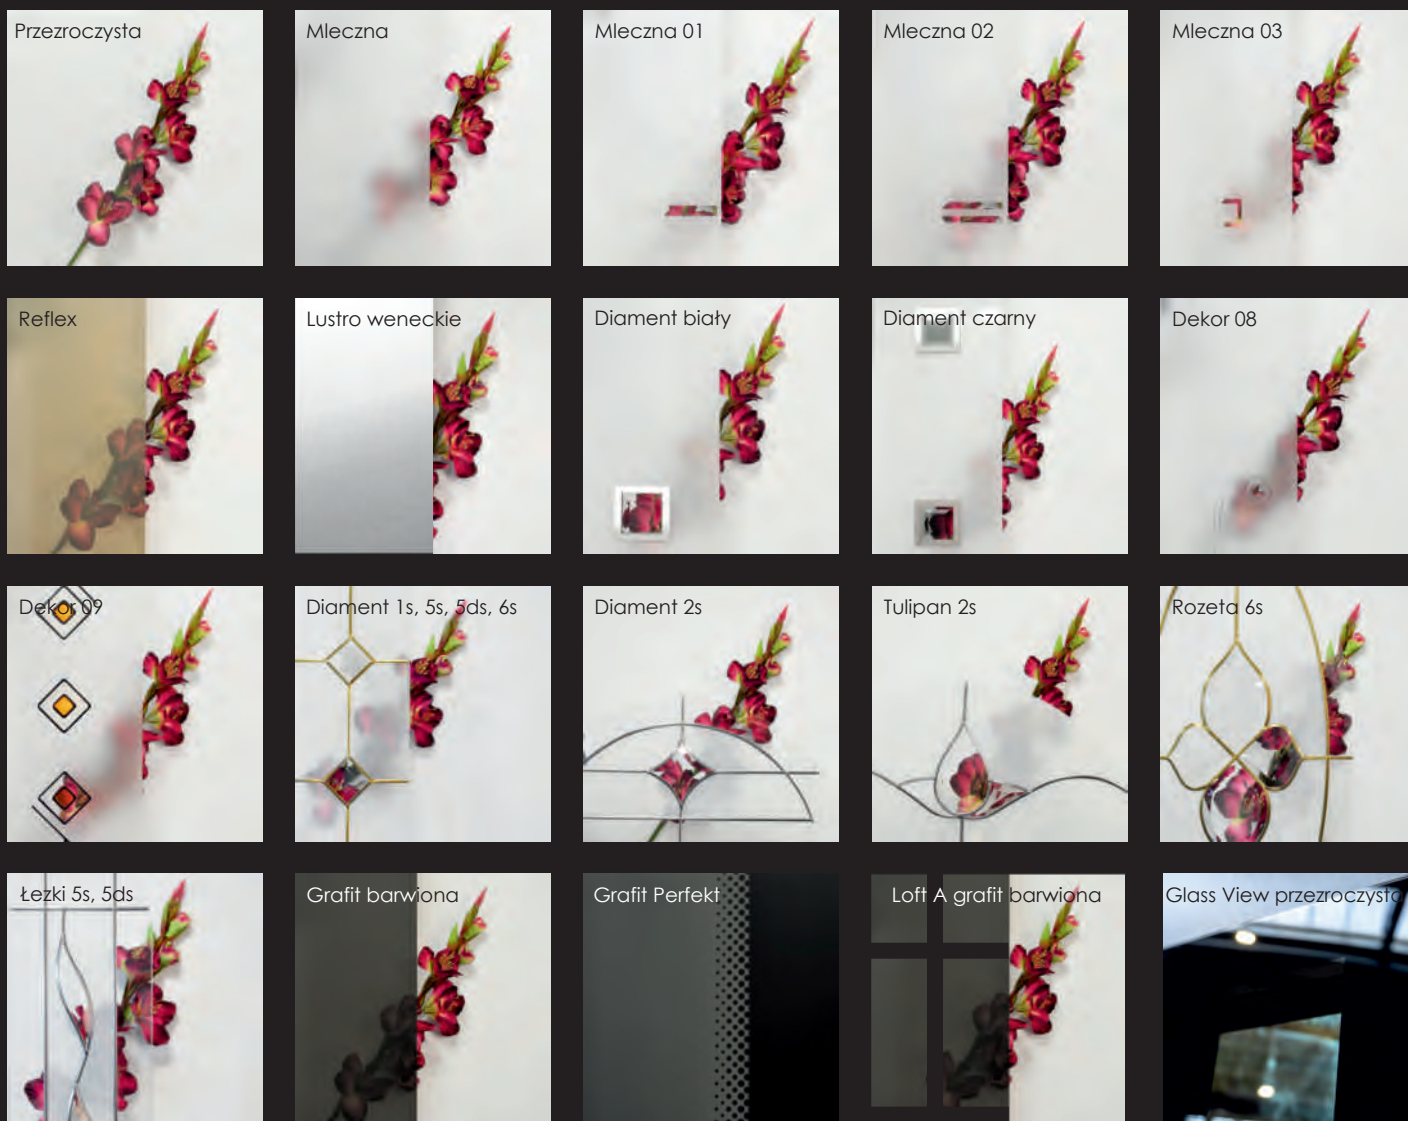 Przezroczysta
Mleczna
Mleczna 01
Mleczna 02
Mleczna 03
Reflex
Lustro weneckie
Diament biały
Diament czarny
Dekor 08
Dekor 09
Diament 1s, 5s, 5ds, 6s
Diament 2s
Tulipan 2s
Rozeta 6s
Łezki 5s, 5ds
Grafit barwiona
Grafit Perfekt
Loft A grafit barwiona
Glass View przezroczysta